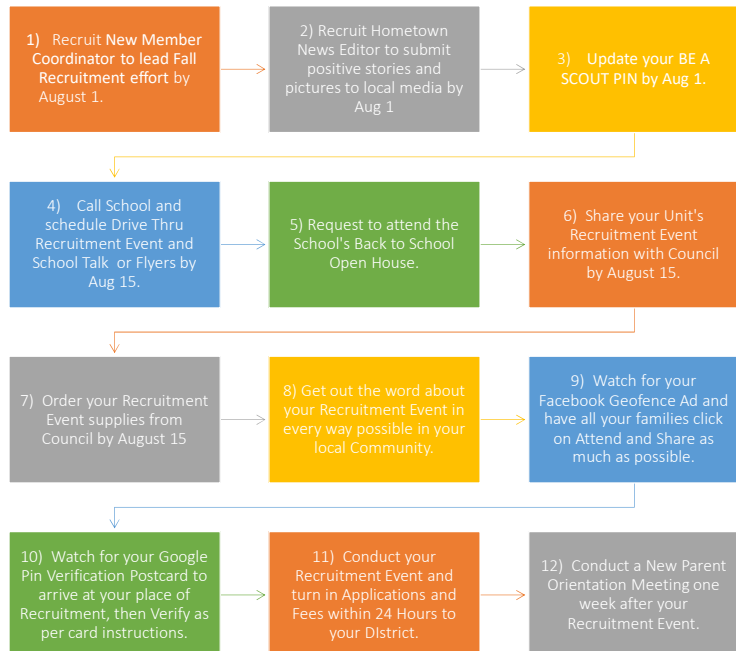 1) Recruit New Member
Coordinator to lead Fall
Recruitment effort by
August 1.
2) Recruit Hometown
News Editor to submit
positive stories and
pictures to local media by
Aug 1
3) Update your BE A
SCOUT PIN by Aug 1.
4) Call School and
schedule Drive Thru
Recruitment Event and
School Talk or Flyers by
Aug 15.
5) Request to attend the
School's Back to School
Open House.
6) Share your Unit's
Recruitment Event
information with Council
by August 15.
7) Order your Recruitment
Event supplies from
Council by August 15
8) Get out the word about
your Recruitment Event in
every way possible in your
local Community.
9) Watch for your
Facebook Geofence Ad and
have all your families click
on Attend and Share as
much as possible.
10) Watch for your Google
Pin Verification Postcard to
arrive at your place of
Recruitment, then Verify as
per card instructions.
11) Conduct your
Recruitment Event and
turn in Applications and
Fees within 24 Hours to
your DIstrict.
12) Conduct a New Parent
Orientation Meeting one
week after your
Recruitment Event.